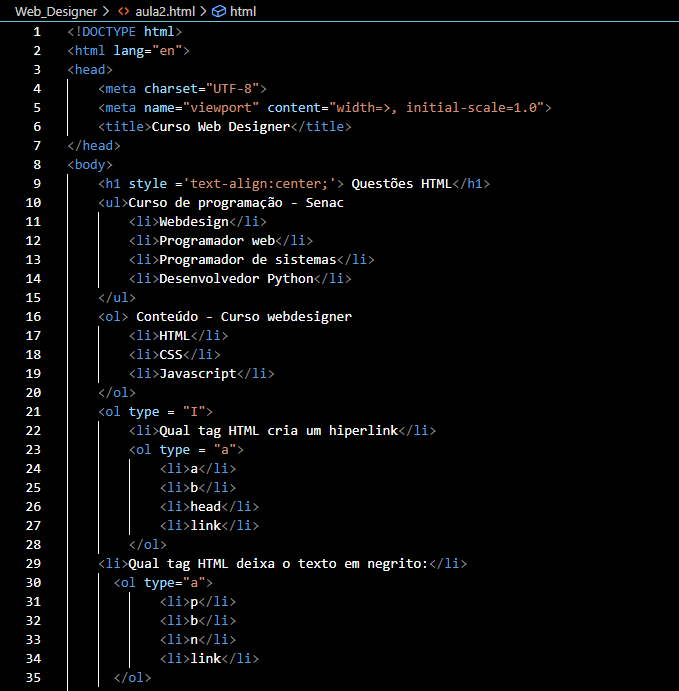 Web_Designer > aula2.html > html
1 <!DOCTYPE html>
2 <html lang="en">
3 <head>
4 <meta charset="UTF-8">
5 <meta name="viewport" content="width=>, initial-scale=1.0">
6 <title>Curso Web Designer</title>
7 </head>
8 <body>
9 <h1 style ='text-align:center;'> Questões HTML</h1>
10 <ul>Curso de programação - Senac
11 <li>Webdesign</li>
12 <li>Programador web</li>
13 <li>Programador de sistemas</li>
14 <li>Desenvolvedor Python</li>
15 </ul>
16 <ol> Conteúdo - Curso webdesigner
17 <li>HTML</li>
18 <li>CSS</li>
19 <li>Javascript</li>
20 </ol>
21 <ol type = "I">
22 <li>Qual tag HTML cria um hiperlink</li>
23 <ol type = "a">
24 <li>a</li>
25 <li>b</li>
26 <li>head</li>
27 <li>link</li>
28 </ol>
29 <li>Qual tag HTML deixa o texto em negrito:</li>
30 <ol type="a">
31 <li>p</li>
32 <li>b</li>
33 <li>n</li>
34 <li>link</li>
35 </ol>